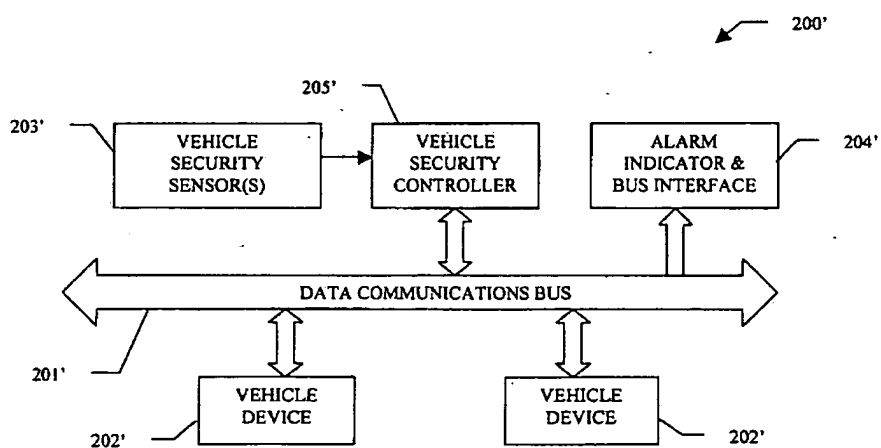 200'
205'
203'
VEHICLE
SECURITY
SENSOR(S)
VEHICLE
SECURITY
CONTROLLER
ALARM
INDICATOR &
BUS INTERFACE
204'
DATA COMMUNICATIONS BUS
201'
VEHICLE
DEVICE
202'
VEHICLE
DEVICE
202'